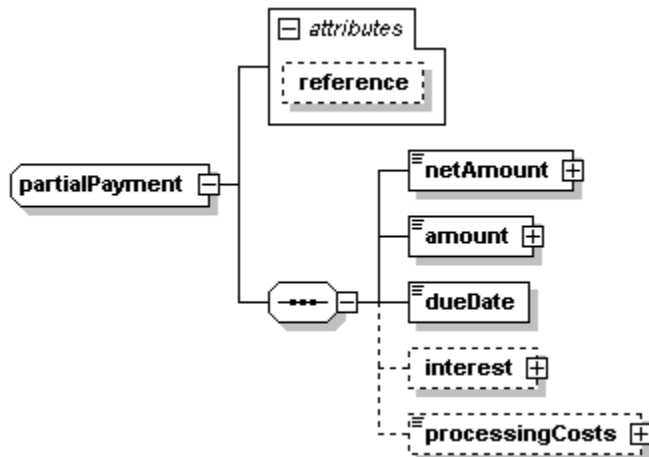 attributes
reference
partialPayment
netAmount
amount
dueDate
interest
processingCosts